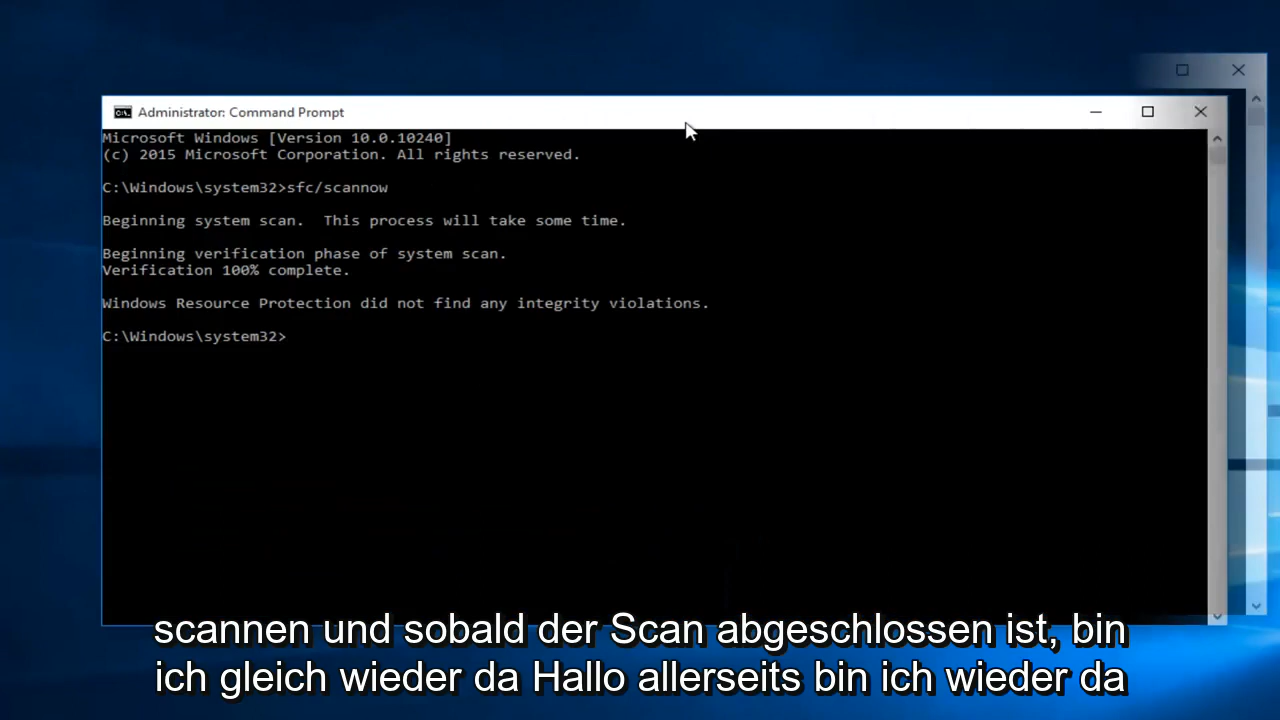 Administrator: Command Prompt
Microsoft Windows [Version 10.0.10240]
(c) 2015 Microsoft Corporation. All rights reserved.
C:\Windows\system32>sfc/scannow
Beginning system scan.  This process will take some time.
Beginning verification phase of system scan.
Verification 100% complete.
Windows Resource Protection did not find any integrity violations.
C:\Windows\system32>
scannen und sobald der Scan abgeschlossen ist, bin
ich gleich wieder da Hallo allerseits bin ich wieder da